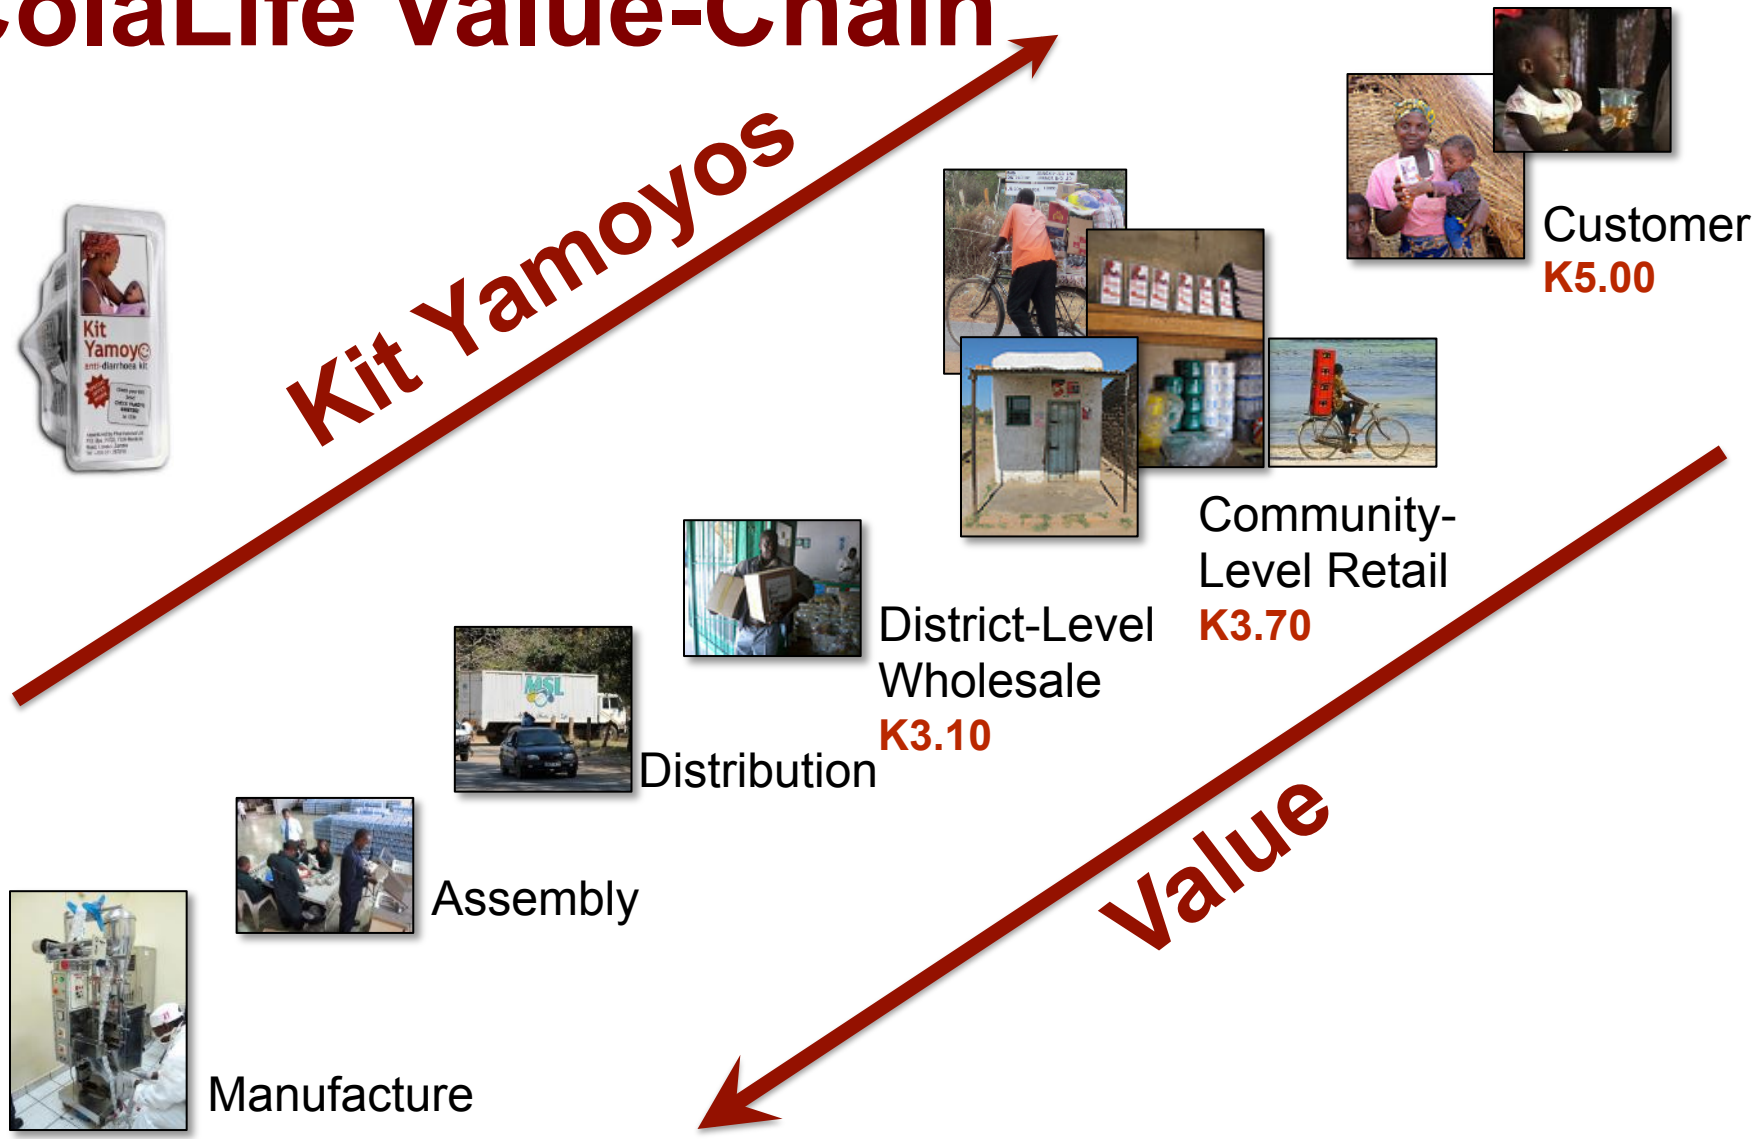 ColaLife Value-Chain
Kit Yamoyos
Kit
Yamoyo
anti-diarrhoea kit
Customer
K5.00
Community-
Level Retail
K3.70
District-Level
Wholesale
K3.10
MSL
Distribution
Assembly
Manufacture
Value